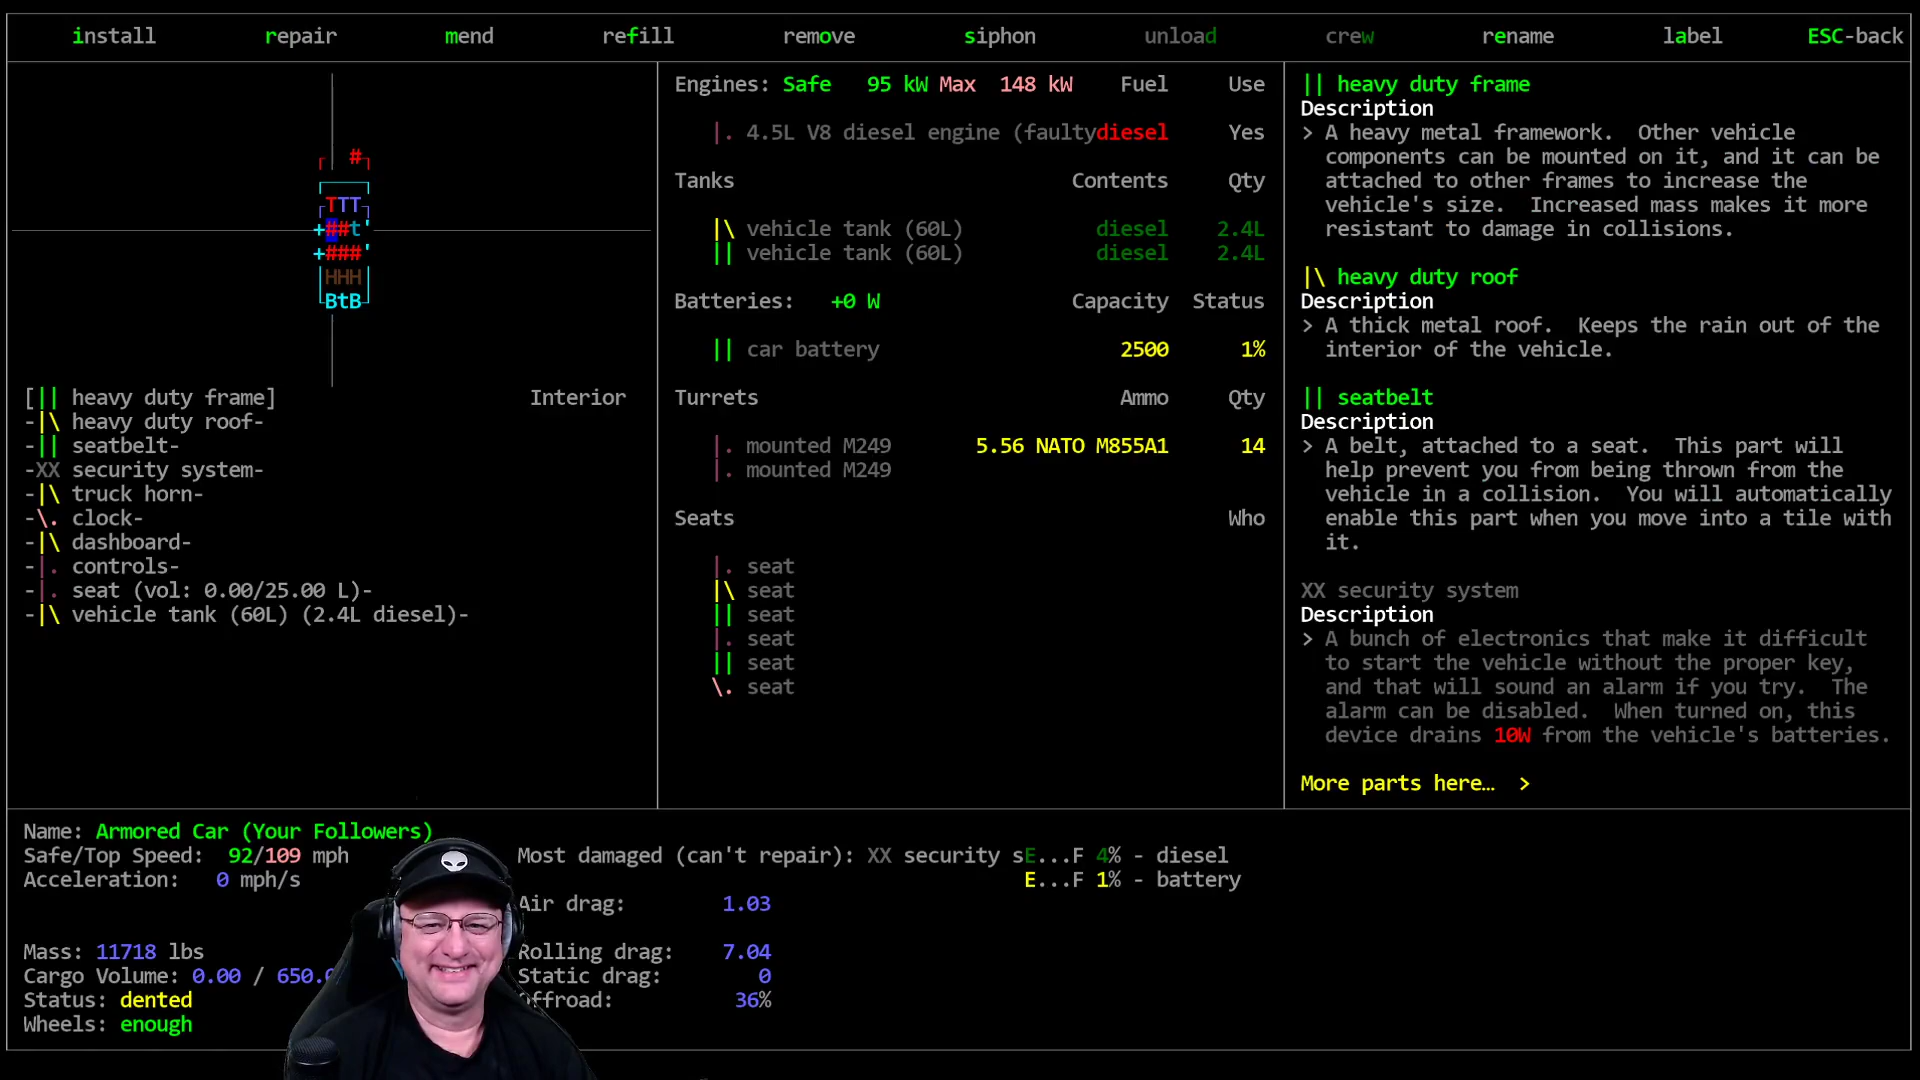 install repair mend refill remove siphon unload crew rename label ESC-back
Engines: Safe 95 kW Max 148 kW Fuel Use
|. 4.5L V8 diesel engine (faultydiesel Yes
Tanks Contents Qty
|\ vehicle tank (60L) diesel 2.4L
|| vehicle tank (60L) diesel 2.4L
Batteries: +0 W Capacity Status
|| car battery 2500 1%
Turrets Ammo Qty
|. mounted M249 5.56 NATO M855A1 14
|. mounted M249
Seats Who
|. seat
|\ seat
|| seat
|. seat
|| seat
\. seat
#
TTT
+##t'
+###'
HHH
BtB
[|| heavy duty frame] Interior
-|\ heavy duty roof-
-|| seatbelt-
-XX security system-
-|\ truck horn-
-\. clock-
-|\ dashboard-
-|. controls-
-|. seat (vol: 0.00/25.00 L)-
-|\ vehicle tank (60L) (2.4L diesel)-
|| heavy duty frame
Description
> A heavy metal framework. Other vehicle
components can be mounted on it, and it can be
attached to other frames to increase the
vehicle's size. Increased mass makes it more
resistant to damage in collisions.
|\ heavy duty roof
Description
> A thick metal roof. Keeps the rain out of the
interior of the vehicle.
|| seatbelt
Description
> A belt, attached to a seat. This part will
help prevent you from being thrown from the
vehicle in a collision. You will automatically
enable this part when you move into a tile with
it.
XX security system
Description
> A bunch of electronics that make it difficult
to start the vehicle without the proper key,
and that will sound an alarm if you try. The
alarm can be disabled. When turned on, this
device drains 10W from the vehicle's batteries.
More parts here… >
Name: Armored Car (Your Followers)
Safe/Top Speed: 92/109 mph
Acceleration: 0 mph/s
Mass: 11718 lbs
Cargo Volume: 0.00 / 650.
Status: dented
Wheels: enough
Most damaged (can't repair): XX security sE...F 4% - diesel
E...F 1% - battery
Air drag: 1.03
Rolling drag: 7.04
Static drag: 0
Offroad: 36%